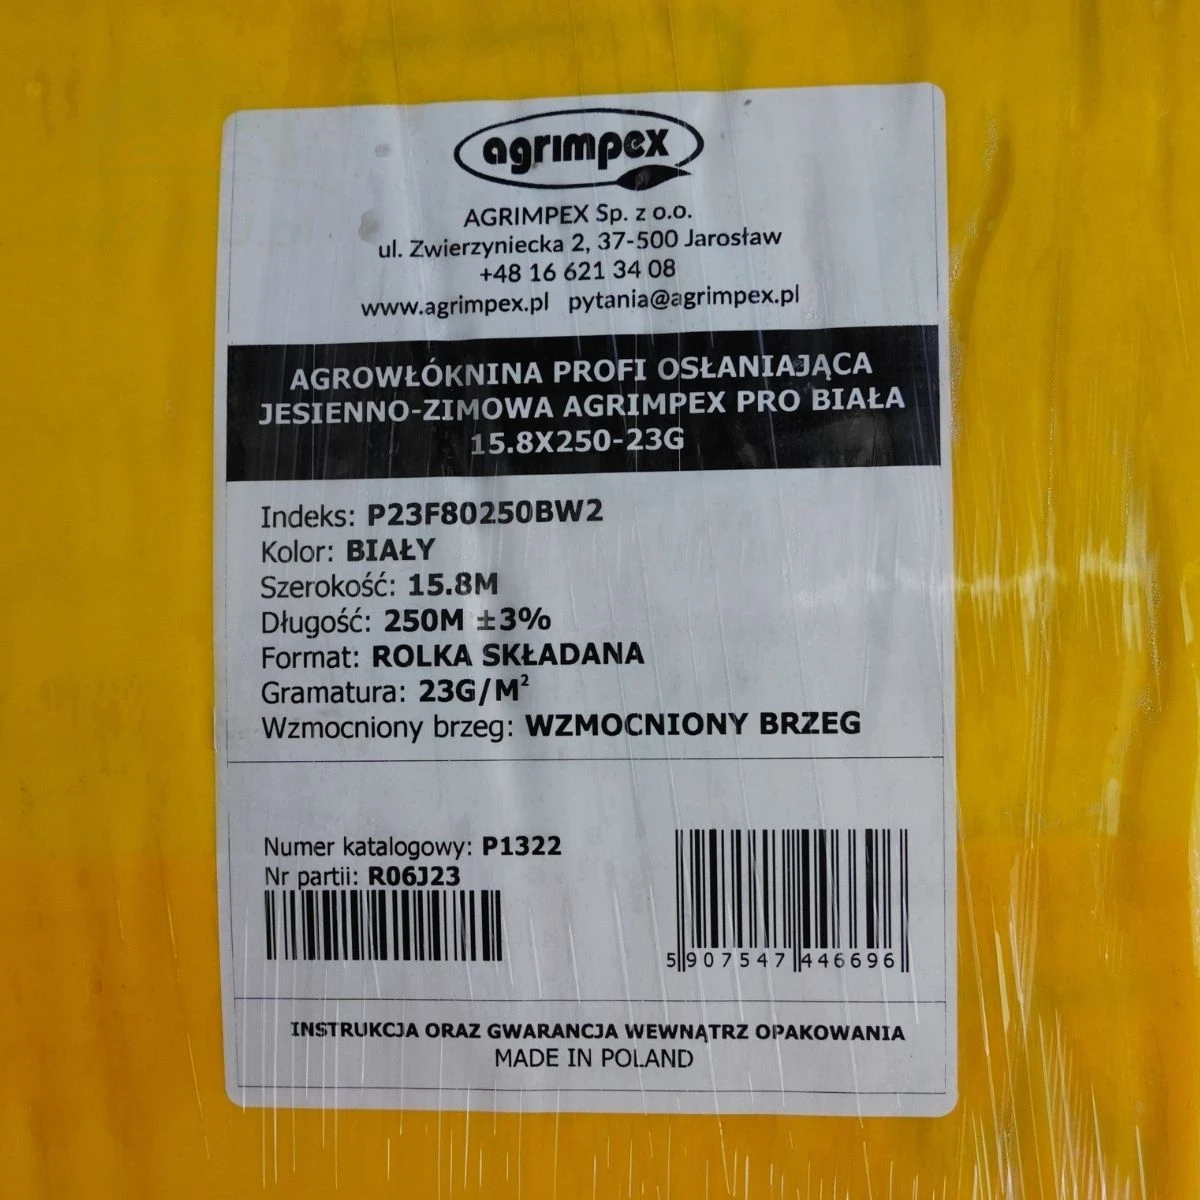 agrimpex
AGRIMPEX Sp. z o.o.
ul. Zwierzyniecka 2, 37-500 Jarosław
+48 16 621 34 08
www.agrimpex.pl pytania@agrimpex.pl
AGROWŁÓKNINA PROFI OSŁANIAJĄCA
JESIENNO-ZIMOWA AGRIMPEX PRO BIAŁA
15.8X250-23G
Indeks: P23F80250BW2
Kolor: BIAŁY
Szerokość: 15.8M
Długość: 250M ±3%
Format: ROLKA SKŁADANA
Gramatura: 23G/M²
Wzmocniony brzeg: WZMOCNIONY BRZEG
Numer katalogowy: P1322
Nr partii: R06J23
5 907547 446696
INSTRUKCJA ORAZ GWARANCJA WEWNĄTRZ OPAKOWANIA
MADE IN POLAND